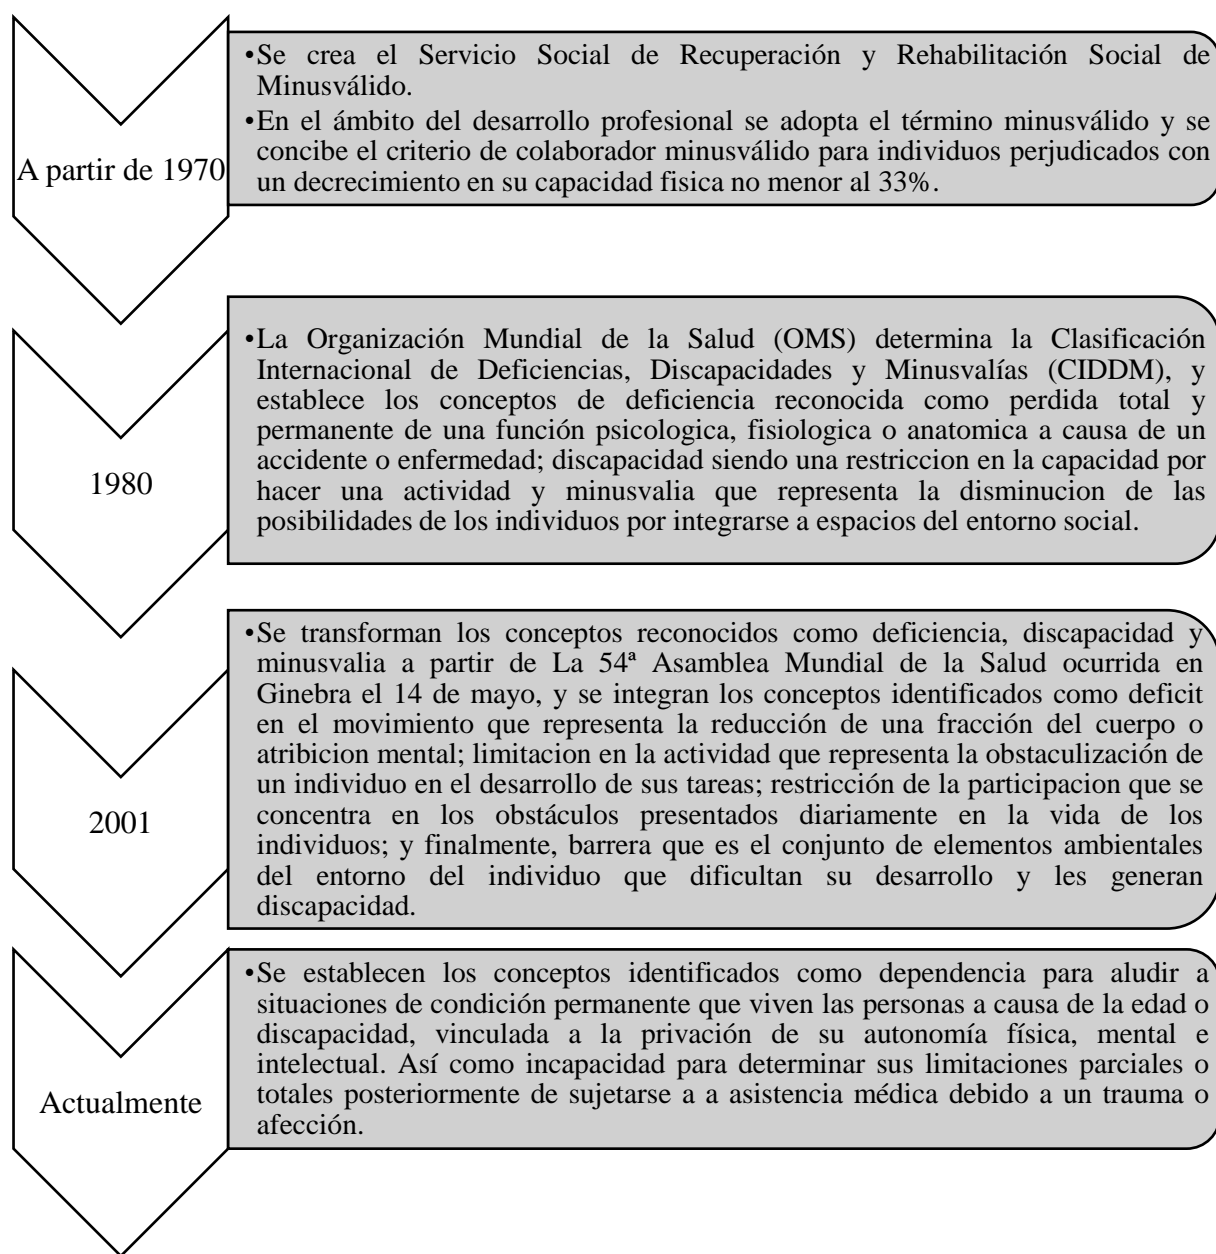 A partir de 1970
•Se crea el Servicio Social de Recuperación y Rehabilitación Social de
Minusválido.
•En el ámbito del desarrollo profesional se adopta el término minusválido y se
concibe el criterio de colaborador minusválido para individuos perjudicados con
un decrecimiento en su capacidad fisica no menor al 33%.
1980
•La Organización Mundial de la Salud (OMS) determina la Clasificación
Internacional de Deficiencias, Discapacidades y Minusvalías (CIDDM), y
establece los conceptos de deficiencia reconocida como perdida total y
permanente de una función psicologica, fisiologica o anatomica a causa de un
accidente o enfermedad; discapacidad siendo una restriccion en la capacidad por
hacer una actividad y minusvalia que representa la disminucion de las
posibilidades de los individuos por integrarse a espacios del entorno social.
2001
•Se transforman los conceptos reconocidos como deficiencia, discapacidad y
minusvalia a partir de La 54ª Asamblea Mundial de la Salud ocurrida en
Ginebra el 14 de mayo, y se integran los conceptos identificados como deficit
en el movimiento que representa la reducción de una fracción del cuerpo o
atribicion mental; limitacion en la actividad que representa la obstaculización de
un individuo en el desarrollo de sus tareas; restricción de la participacion que se
concentra en los obstáculos presentados diariamente en la vida de los
individuos; y finalmente, barrera que es el conjunto de elementos ambientales
del entorno del individuo que dificultan su desarrollo y les generan
discapacidad.
Actualmente
•Se establecen los conceptos identificados como dependencia para aludir a
situaciones de condición permanente que viven las personas a causa de la edad o
discapacidad, vinculada a la privación de su autonomía física, mental e
intelectual. Así como incapacidad para determinar sus limitaciones parciales o
totales posteriormente de sujetarse a a asistencia médica debido a un trauma o
afección.